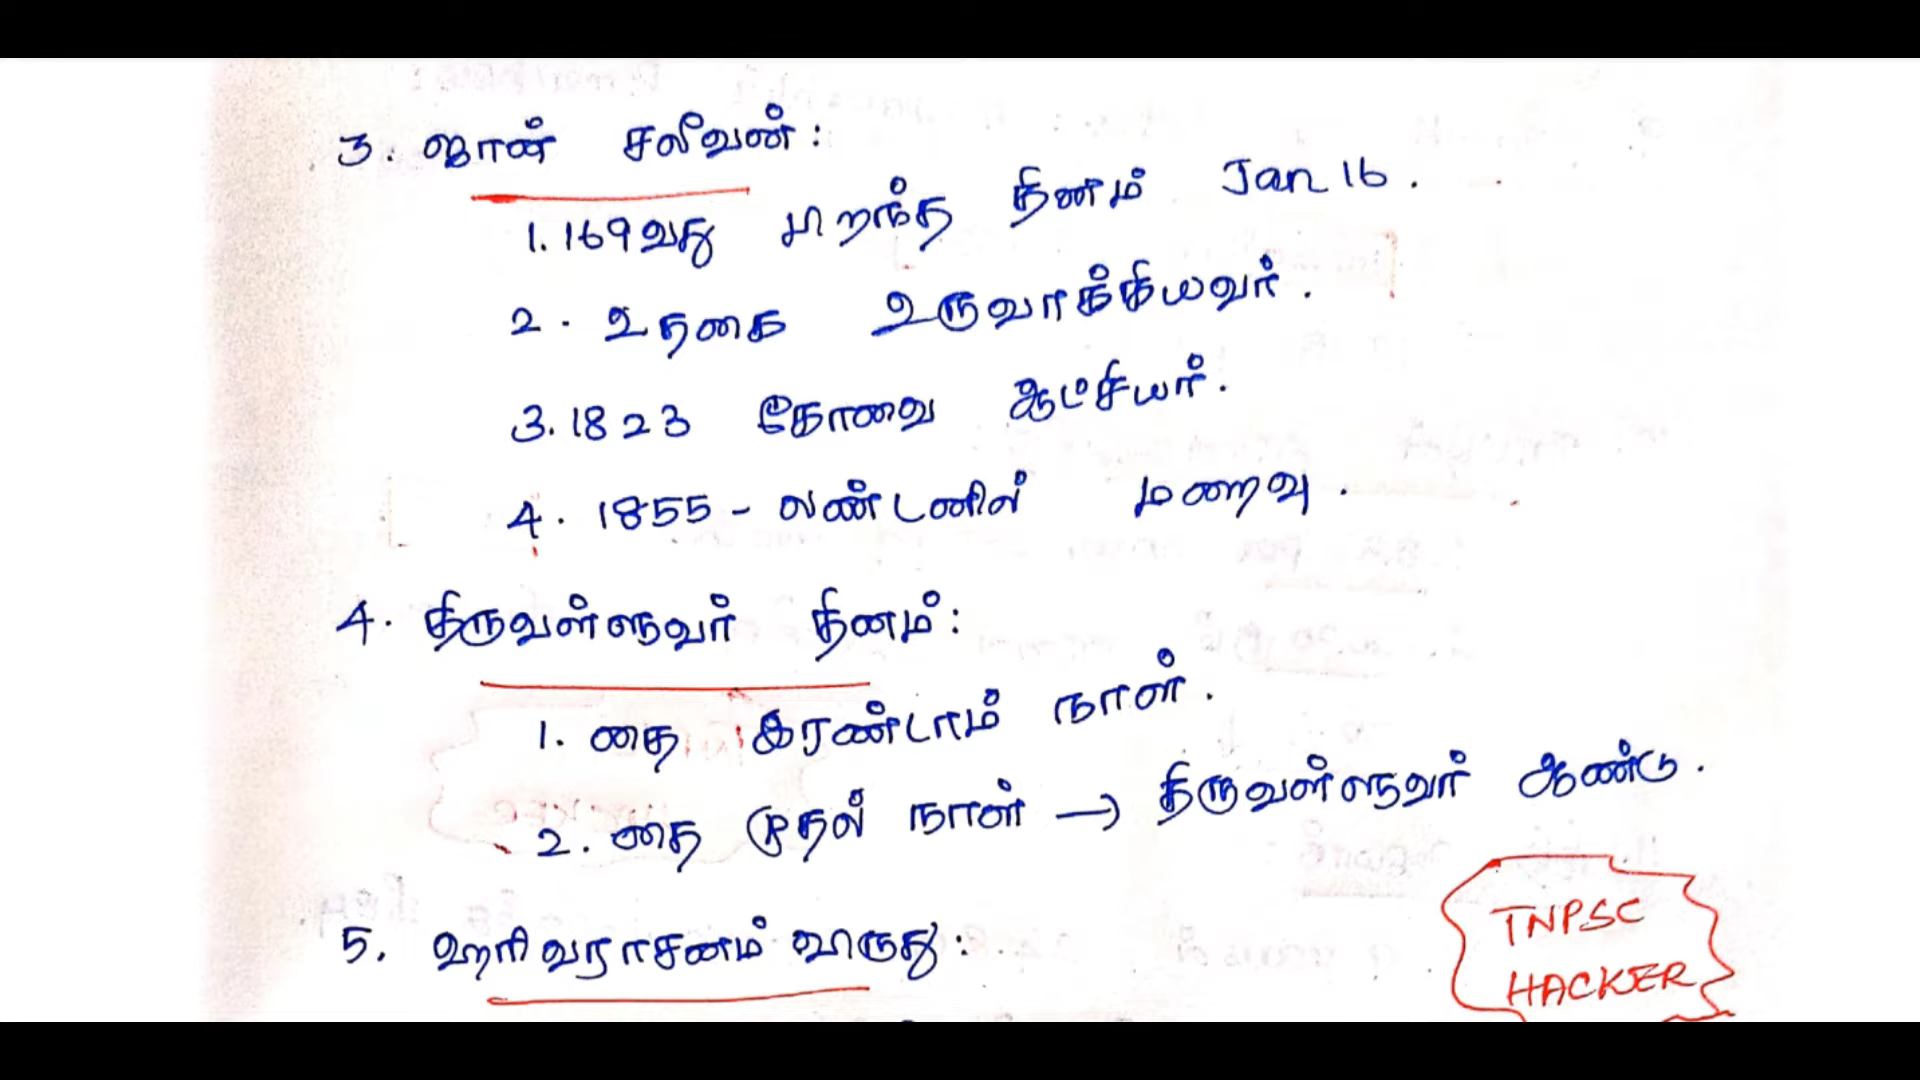 3. ஜான் சலீவன்:
1. 169வது பிறந்த தினம் Jan 16.
2. உதகை உருவாக்கியவர்.
3. 1823 கோவை ஆட்சியர்.
4. 1855 - லண்டனில் மறைவு.
4. திருவள்ளுவர் தினம்:
1. தை இரண்டாம் நாள்.
2. தை முதல் நாள் → திருவள்ளுவர் ஆண்டு.
5. ஹரிவராசனம் விருது:
TNPSC
HACKER